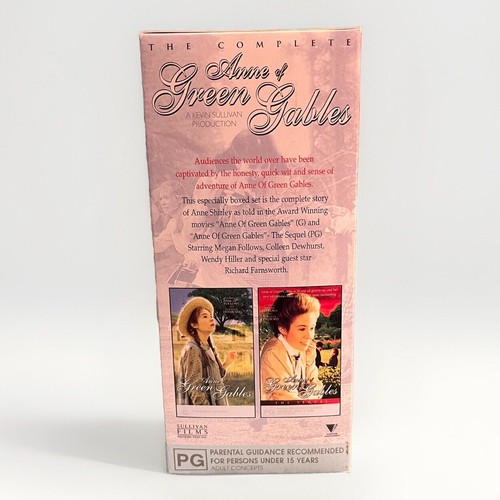 THE COMPLETE
Anne of
Green Gables
A KEVIN SULLIVAN
PRODUCTION
Audiences the world over have been
captivated by the honesty, quick wit and sense of
adventure of Anne Of Green Gables.
This especially boxed set is the complete story
of Anne Shirley as told in the Award Winning
movies "Anne Of Green Gables" (G) and
"Anne Of Green Gables"- The Sequel (PG)
Starring Megan Follows, Colleen Dewhurst,
Wendy Hiller and special guest star
Richard Farnsworth.
Anne of
Green Gables
Anne of
Green Gables
THE SEQUEL
SULLIVAN
FILMS
PG
PARENTAL GUIDANCE RECOMMENDED
FOR PERSONS UNDER 15 YEARS
ADULT CONCEPTS